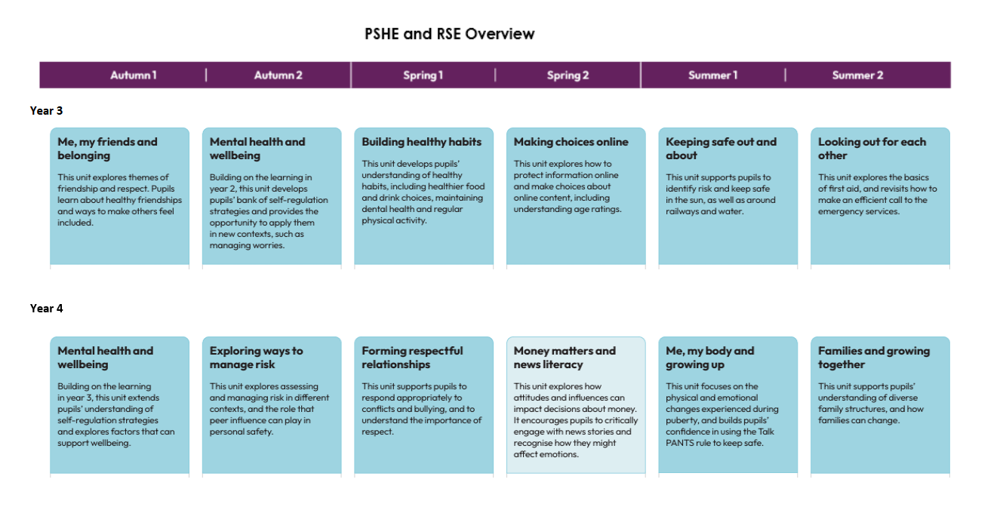 PSHE and RSE Overview
Autumn 1 | Autumn 2 Spring 1 | Spring 2 Summer 1 | Summer 2
Year 3
Me, my friends and
belonging
This unit explores themes of
friendship and respect. Pupils
learn about healthy friendships
and ways to make others feel
included.
Mental health and
wellbeing
Building on the learning in
year 2, this unit develops
pupils' bank of self-regulation
strategies and provides the
opportunity to apply them
in new contexts, such as
managing worries.
Building healthy habits
This unit develops pupils'
understanding of healthy
habits, including healthier food
and drink choices, maintaining
dental health and regular
physical activity.
Making choices online
This unit explores how to
protect information online
and make choices about
online content, including
understanding age ratings.
Keeping safe out and
about
This unit supports pupils to
identify risk and keep safe
in the sun, as well as around
railways and water.
Looking out for each
other
This unit explores the basics
of first aid, and revisits how to
make an efficient call to the
emergency services.
Year 4
Mental health and
wellbeing
Building on the learning
in year 3, this unit extends
pupils' understanding of
self-regulation strategies
and explores factors that can
support wellbeing.
Exploring ways to
manage risk
This unit explores assessing
and managing risk in different
contexts, and the role that
peer influence can play in
personal safety.
Forming respectful
relationships
This unit supports pupils to
respond appropriately to
conflicts and bullying, and to
understand the importance of
respect.
Money matters and
news literacy
This unit explores how
attitudes and influences can
impact decisions about money.
It encourages pupils to critically
engage with news stories and
recognise how they might
affect emotions.
Me, my body and
growing up
This unit focuses on the
physical and emotional
changes experienced during
puberty, and builds pupils'
confidence in using the Talk
PANTS rule to keep safe.
Families and growing
together
This unit supports pupils'
understanding of diverse
family structures, and how
families can change.